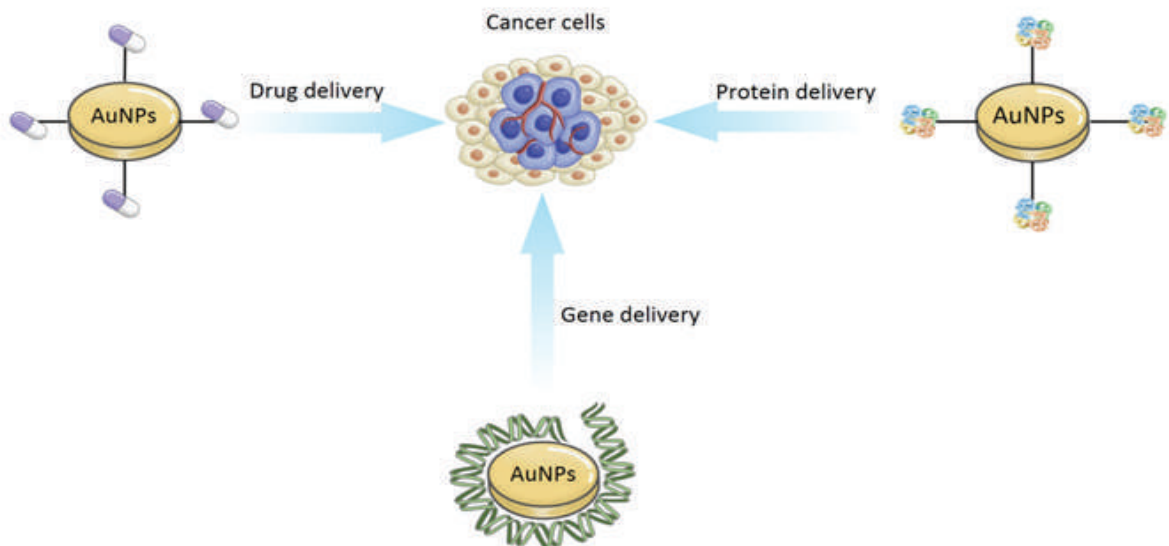 Cancer cells
Drug delivery
Protein delivery
AuNPs
AuNPs
Gene delivery
AuNPs